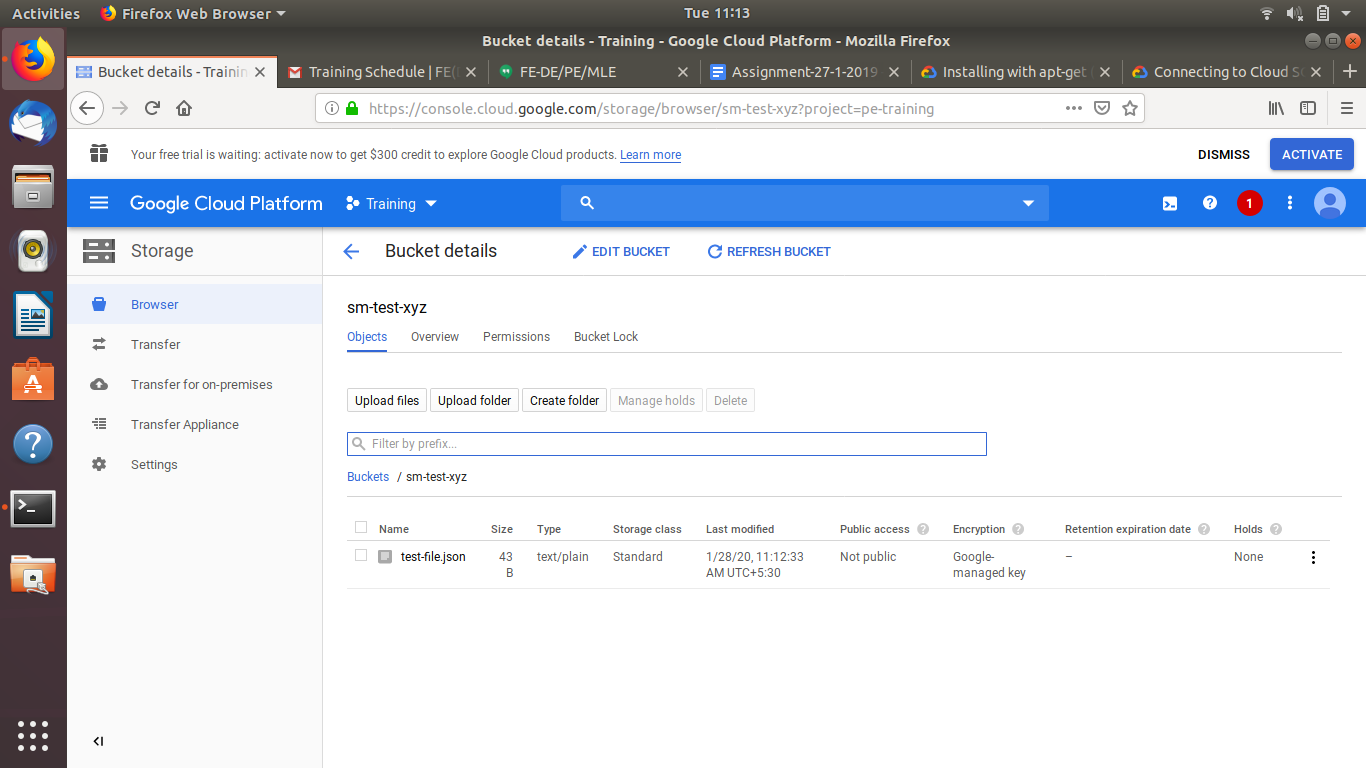 Activities Firefox Web Browser Tue 11:13
Bucket details - Training - Google Cloud Platform - Mozilla Firefox
Bucket details - Trainin Training Schedule | FE( FE-DE/PE/MLE Assignment-27-1-2019 Installing with apt-get Connecting to Cloud S
https://console.cloud.google.com/storage/browser/sm-test-xyz?project=pe-training
Your free trial is waiting: activate now to get $300 credit to explore Google Cloud products. Learn more DISMISS ACTIVATE
Google Cloud Platform Training 1
Storage Bucket details EDIT BUCKET REFRESH BUCKET
Browser
Transfer
Transfer for on-premises
Transfer Appliance
Settings
sm-test-xyz
Objects Overview Permissions Bucket Lock
Upload files Upload folder Create folder Manage holds Delete
Filter by prefix...
Buckets / sm-test-xyz
Name Size Type Storage class Last modified Public access Encryption Retention expiration date Holds
test-file.json 43 text/plain Standard 1/28/20, 11:12:33 Not public Google- – None
B AM UTC+5:30 managed key